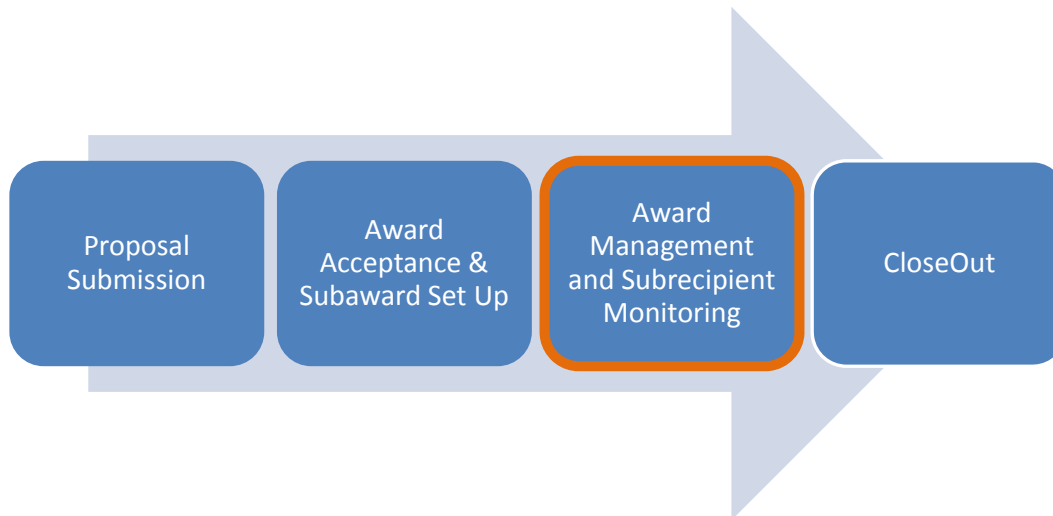 Proposal
Submission
Award
Acceptance &
Subaward Set Up
Award
Management
and Subrecipient
Monitoring
CloseOut